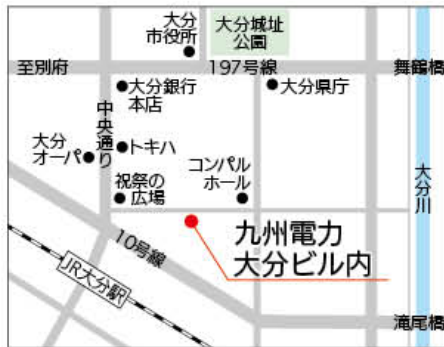 大分
市役所
大分城址
公園
至別府
197号線
舞鶴橋
大分銀行
本店
大分県庁
中央通り
大分
オーパ
トキハ
コンパル
ホール
祝祭の
広場
大分川
九州電力
大分ビル内
10号線
JR大分駅
滝尾橋